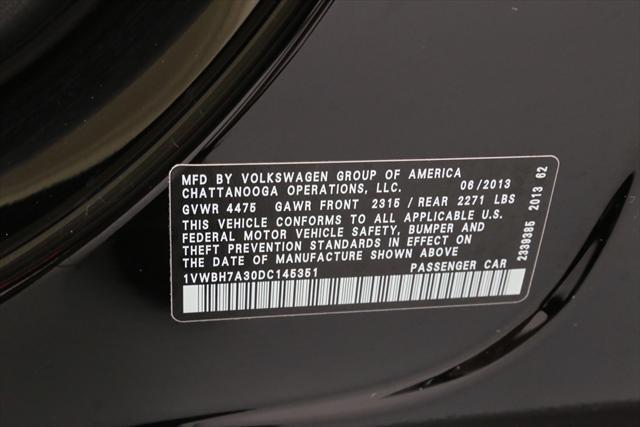 MFD BY VOLKSWAGEN GROUP OF AMERICA
CHATTANOOGA OPERATIONS, LLC. 06/2013
GVWR 4475 GAWR FRONT 2315 / REAR 2271 LBS
THIS VEHICLE CONFORMS TO ALL APPLICABLE U.S.
FEDERAL MOTOR VEHICLE SAFETY, BUMPER AND
THEFT PREVENTION STANDARDS IN EFFECT ON
THE DATE OF MANUFACTURE SHOWN ABOVE
1VWBH7A30DC145351 PASSENGER CAR
2339385 2013 62